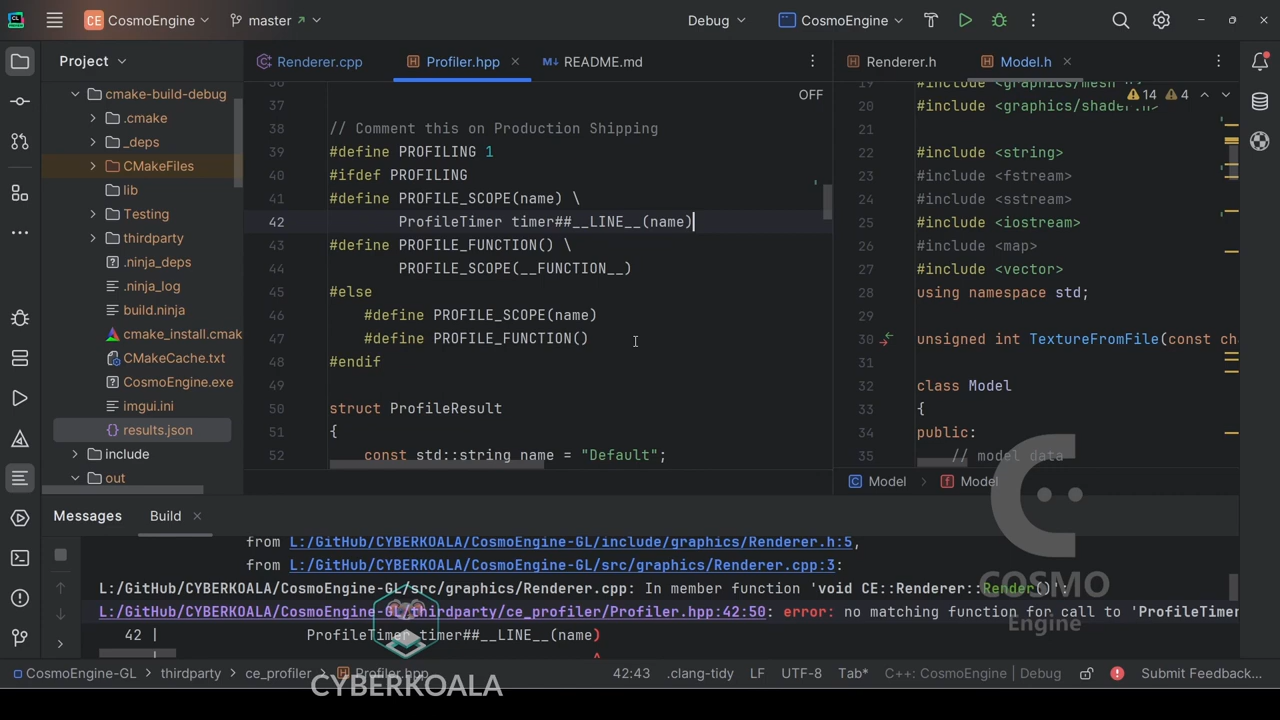 CE CosmoEngine master Debug CosmoEngine
Project
Renderer.cpp Profiler.hpp README.md
Renderer.h Model.h
cmake-build-debug
.cmake
_deps
CMakeFiles
lib
Testing
thirdparty
.ninja_deps
.ninja_log
build.ninja
cmake_install.cmak
CMakeCache.txt
CosmoEngine.exe
imgui.ini
results.json
include
out
OFF
36
37
38 // Comment this on Production Shipping
39 #define PROFILING 1
40 #ifdef PROFILING
41 #define PROFILE_SCOPE(name) \
42 ProfileTimer timer##__LINE__(name)
43 #define PROFILE_FUNCTION() \
44 PROFILE_SCOPE(__FUNCTION__)
45 #else
46 #define PROFILE_SCOPE(name)
47 #define PROFILE_FUNCTION()
48 #endif
49
50 struct ProfileResult
51 {
52 const std::string name = "Default";
14 4
19 #include <graphics/mesh.h>
20 #include <graphics/shader.h>
21
22 #include <string>
23 #include <fstream>
24 #include <sstream>
25 #include <iostream>
26 #include <map>
27 #include <vector>
28 using namespace std;
29
30 unsigned int TextureFromFile(const cha
31
32 class Model
33 {
34 public:
35 // model data
C Model f Model
Messages Build
from L:/GitHub/CYBERKOALA/CosmoEngine-GL/include/graphics/Renderer.h:5,
from L:/GitHub/CYBERKOALA/CosmoEngine-GL/src/graphics/Renderer.cpp:3:
L:/GitHub/CYBERKOALA/CosmoEngine-GL/src/graphics/Renderer.cpp: In member function 'void CE::Renderer::Render()':
L:/GitHub/CYBERKOALA/CosmoEngine-GL/thirdparty/ce_profiler/Profiler.hpp:42:50: error: no matching function for call to 'ProfileTimer
42 | ProfileTimer timer##__LINE__(name)
|
COSMO
Engine
CYBERKOALA
CosmoEngine-GL thirdparty ce_profiler Profiler.hpp 42:43 .clang-tidy LF UTF-8 Tab* C++: CosmoEngine | Debug Submit Feedback...